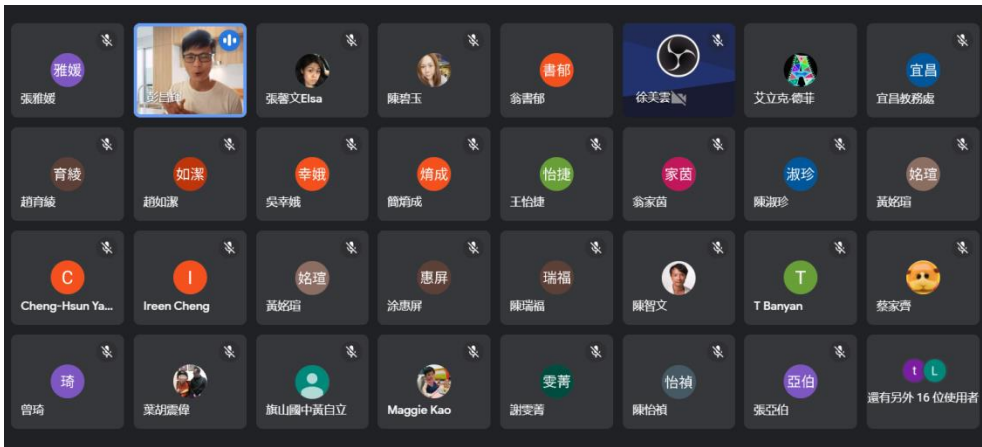 雅媛
張雅媛
張馨文Elsa
陳碧玉
書郁
翁書郁
徐美雲
艾立克-德菲
宜昌
宜昌教務處
育綾
趙育綾
如潔
趙如潔
幸娥
吳幸娥
焴成
簡焴成
怡捷
王怡捷
家茵
翁家茵
淑珍
陳淑珍
姳瑄
黃姳瑄
C
Cheng-Hsun Ya...
I
Ireen Cheng
姳瑄
黃姳瑄
惠屏
涂惠屏
瑞福
陳瑞福
陳智文
T
T Banyan
蔡家齊
琦
曾琦
葉胡震偉
旗山國中黃自立
Maggie Kao
雯菁
謝雯菁
怡禎
陳怡禎
亞伯
張亞伯
t
L
還有另外 16 位使用者